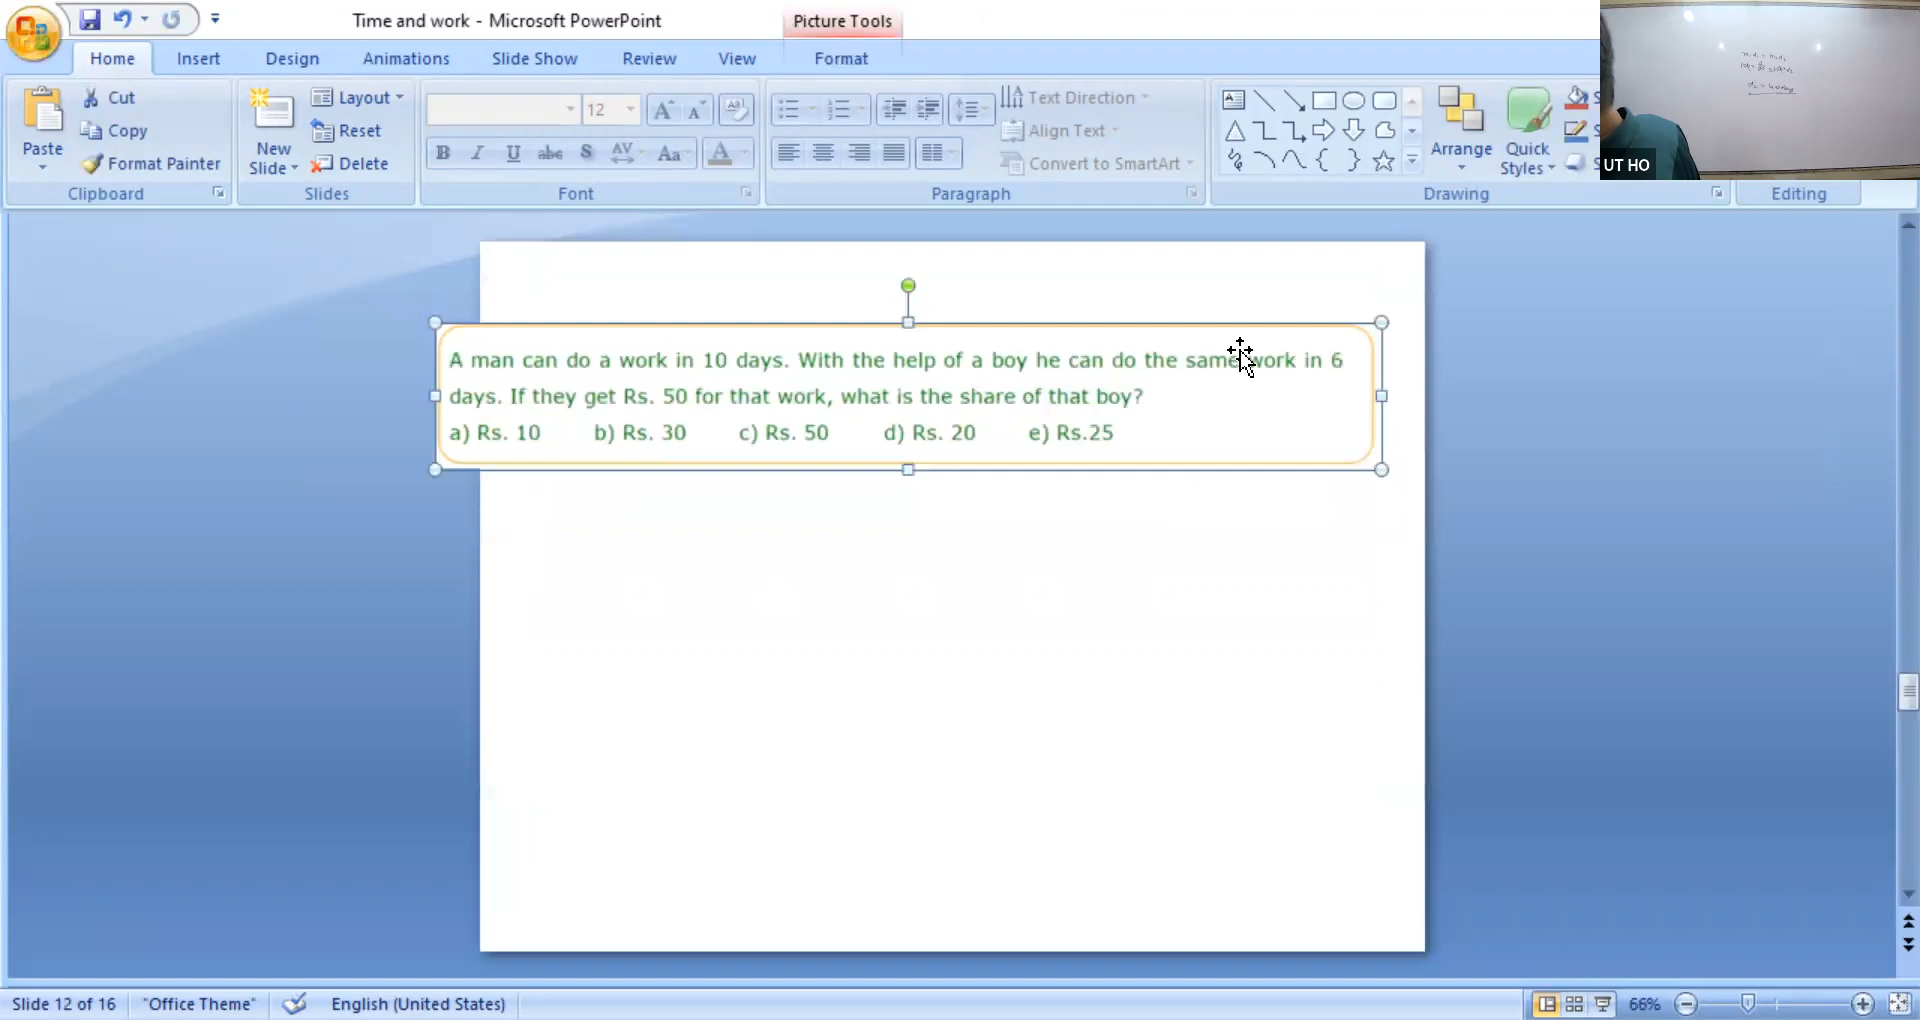 Time and work - Microsoft PowerPoint
Picture Tools
Home Insert Design Animations Slide Show Review View Format
Paste
Cut
Copy
Format Painter
Clipboard
New Slide
Layout
Reset
Delete
Slides
12
B I U abc S AV Aa A
Font
Text Direction
Align Text
Convert to SmartArt
Paragraph
Arrange
Quick Styles
Drawing
Editing
UT HO
A man can do a work in 10 days. With the help of a boy he can do the same work in 6
days. If they get Rs. 50 for that work, what is the share of that boy?
a) Rs. 10 b) Rs. 30 c) Rs. 50 d) Rs. 20 e) Rs.25
Slide 12 of 16 "Office Theme" English (United States) 66%